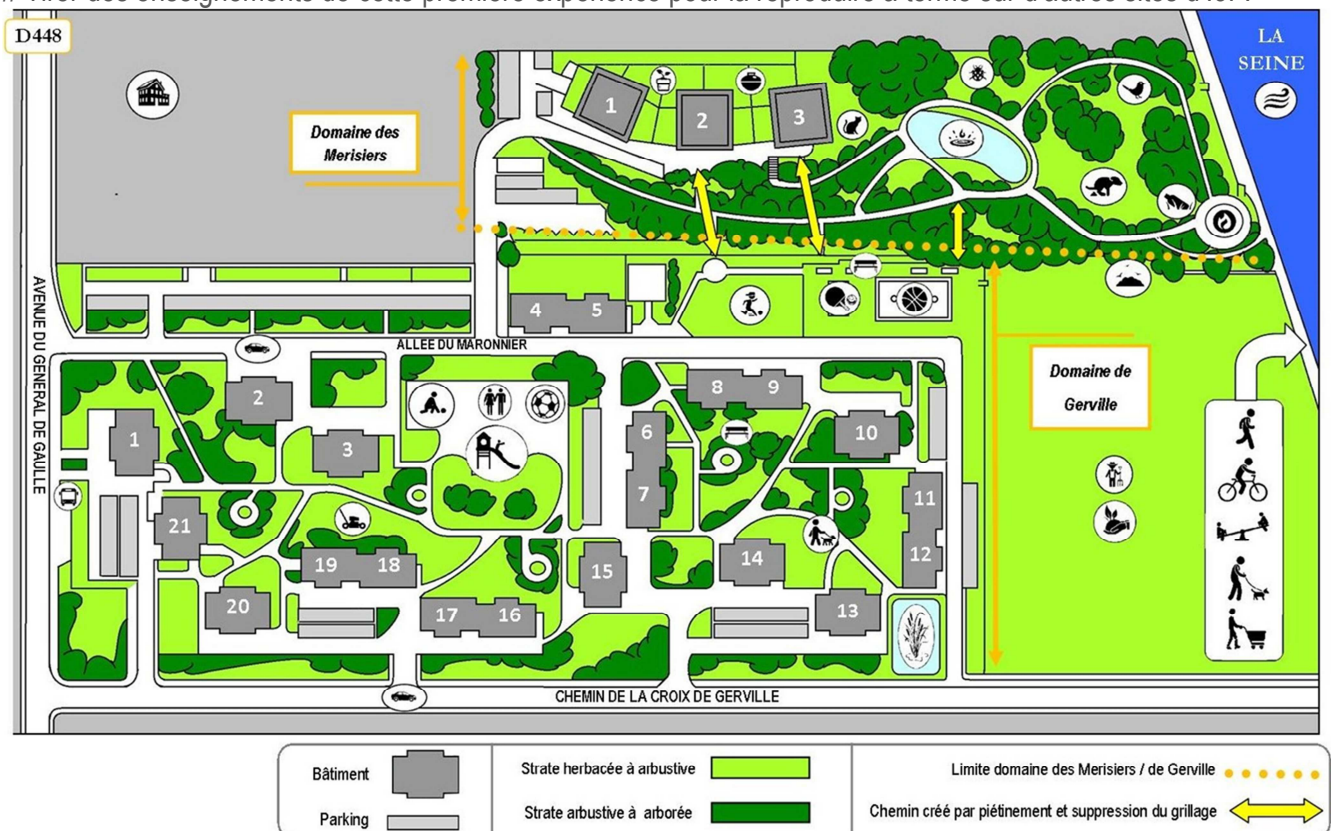 D448
LA
SEINE
Domaine des
Merisiers
1
2
3
4
5
AVENUE DU GENERAL DE GAULLE
ALLEE DU MARONNIER
Domaine de
Gerville
1
2
3
6
7
8
9
10
11
12
13
14
15
16
17
18
19
20
21
CHEMIN DE LA CROIX DE GERVILLE
Bâtiment
Parking
Strate herbacée à arbustive
Strate arbustive à arborée
Limite domaine des Merisiers / de Gerville
Chemin créé par piétinement et suppression du grillage